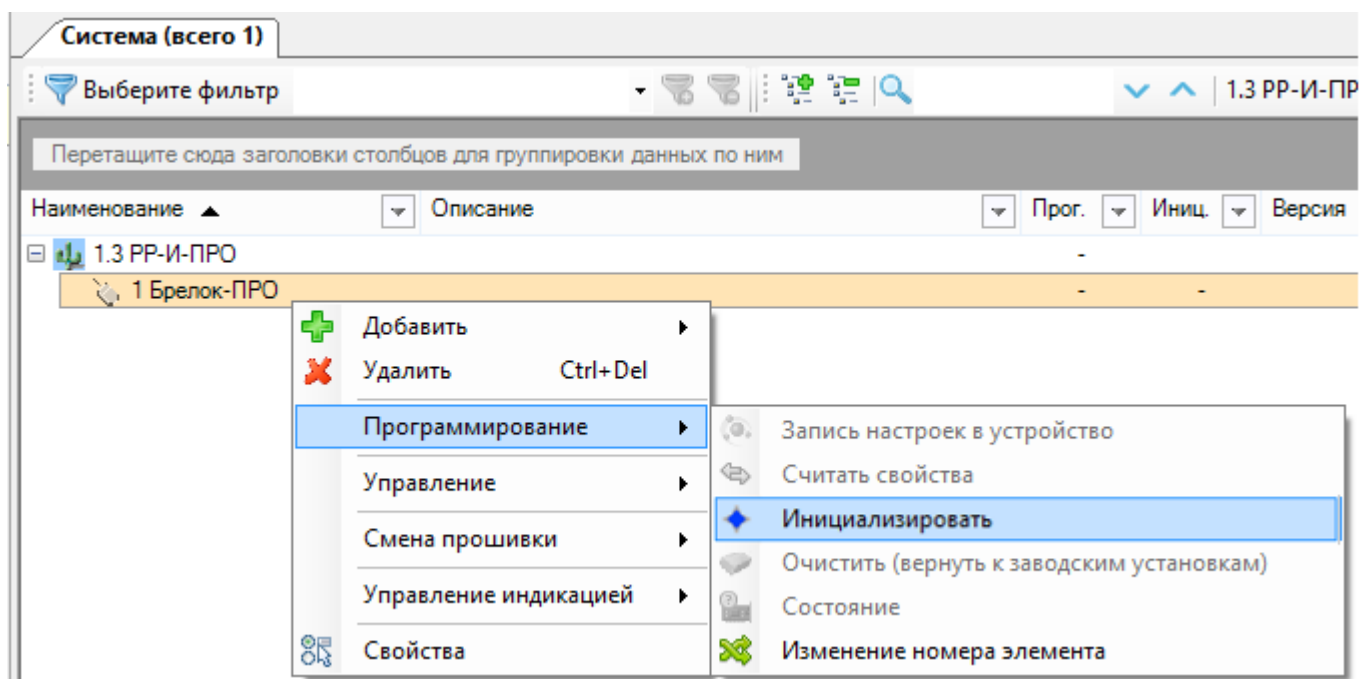 Система (всего 1)
Выберите фильтр
1.3 РР-И-ПР
Перетащите сюда заголовки столбцов для группировки данных по ним
Наименование Описание Прог. Иниц. Версия
1.3 РР-И-ПРО -
1 Брелок-ПРО - -
Добавить
Удалить Ctrl+Del
Программирование
Управление
Смена прошивки
Управление индикацией
Свойства
Запись настроек в устройство
Считать свойства
Инициализировать
Очистить (вернуть к заводским установкам)
Состояние
Изменение номера элемента